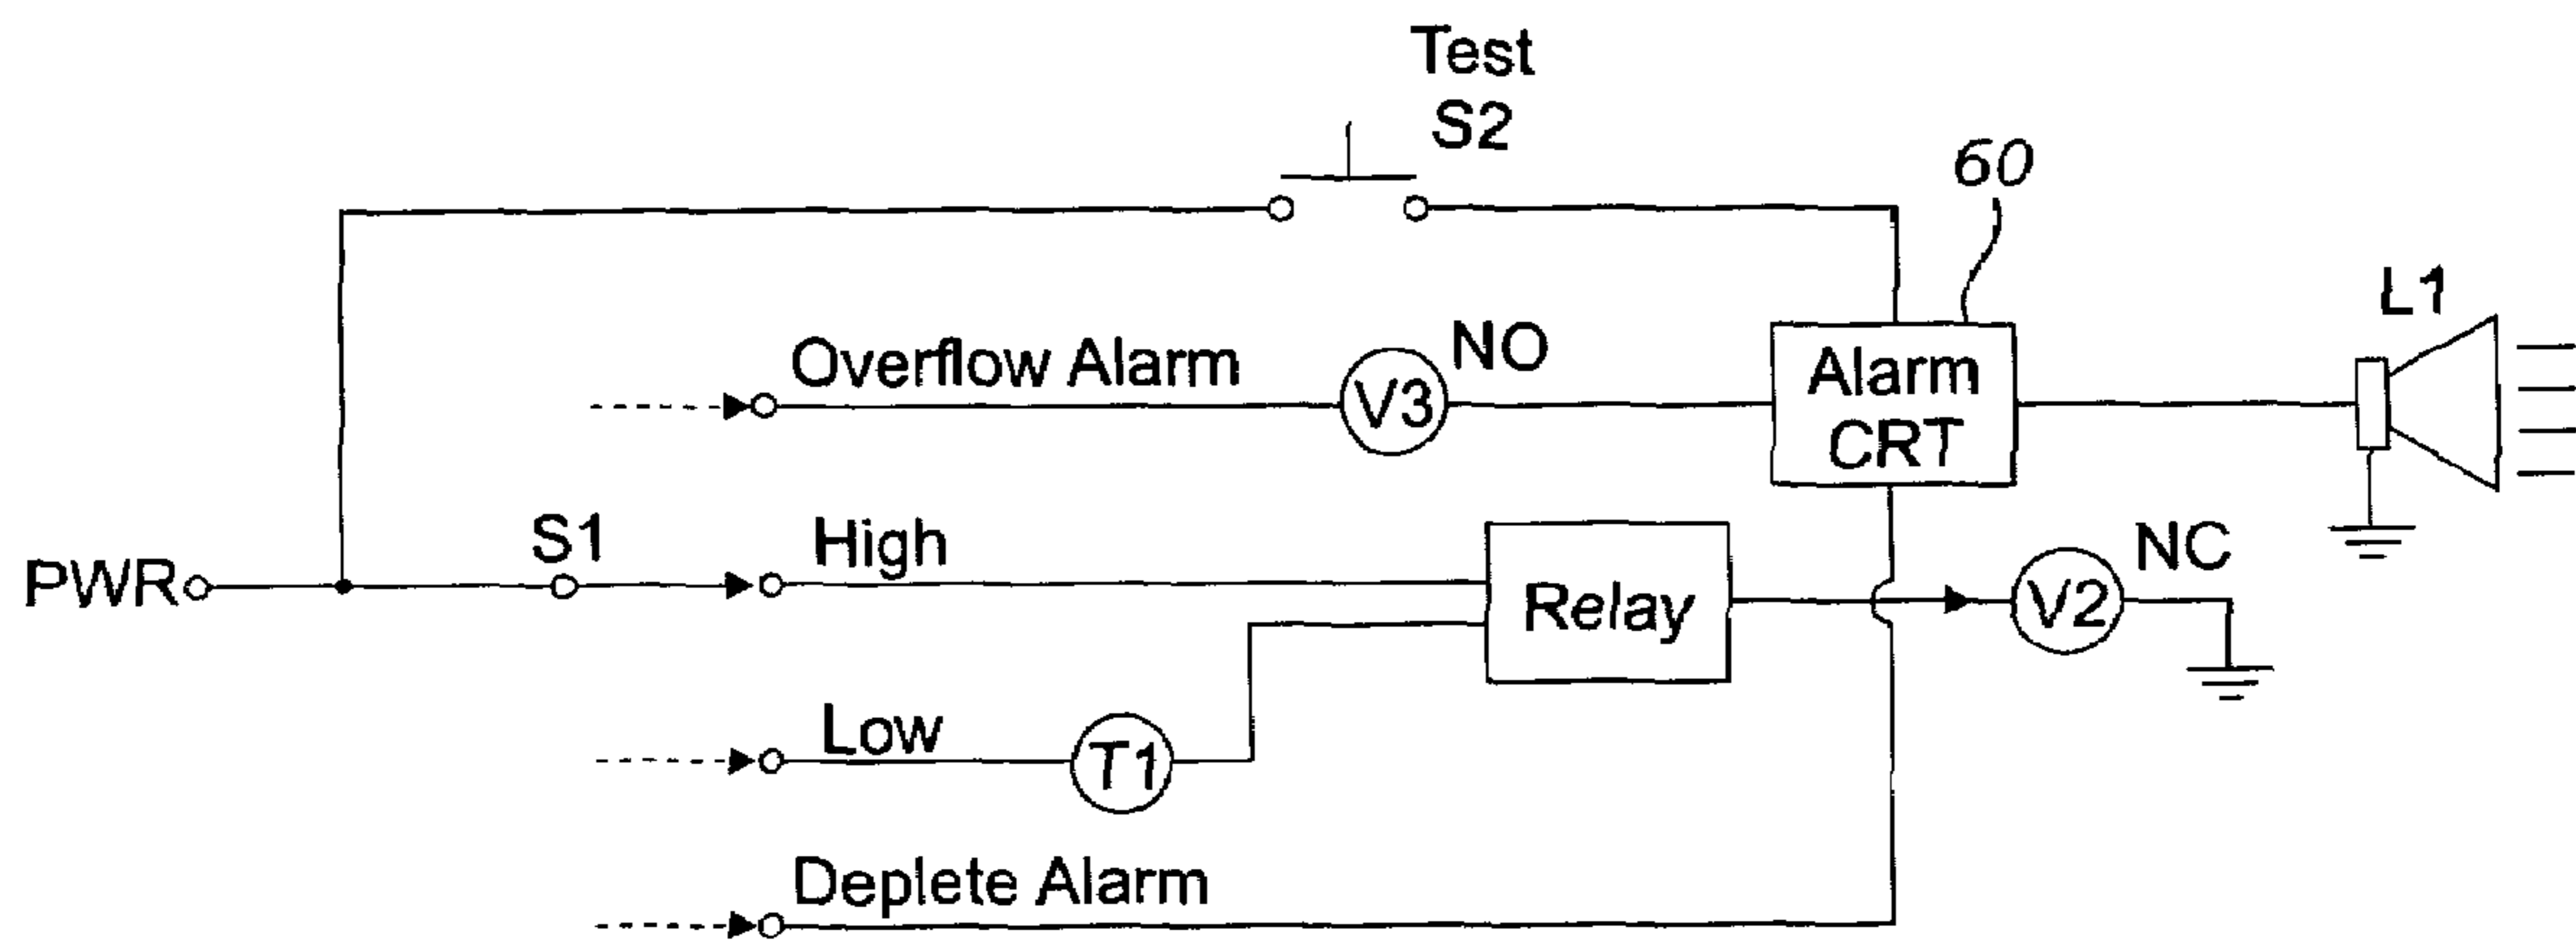 Test
S2
60
L1
Overflow Alarm
V3
NO
Alarm
CRT
PWR
S1
High
Relay
V2
NC
Low
T1
Deplete Alarm